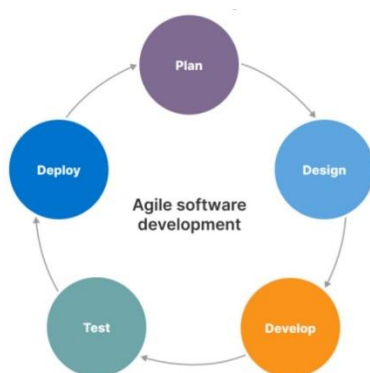 Plan
Design
Develop
Test
Deploy
Agile software
development